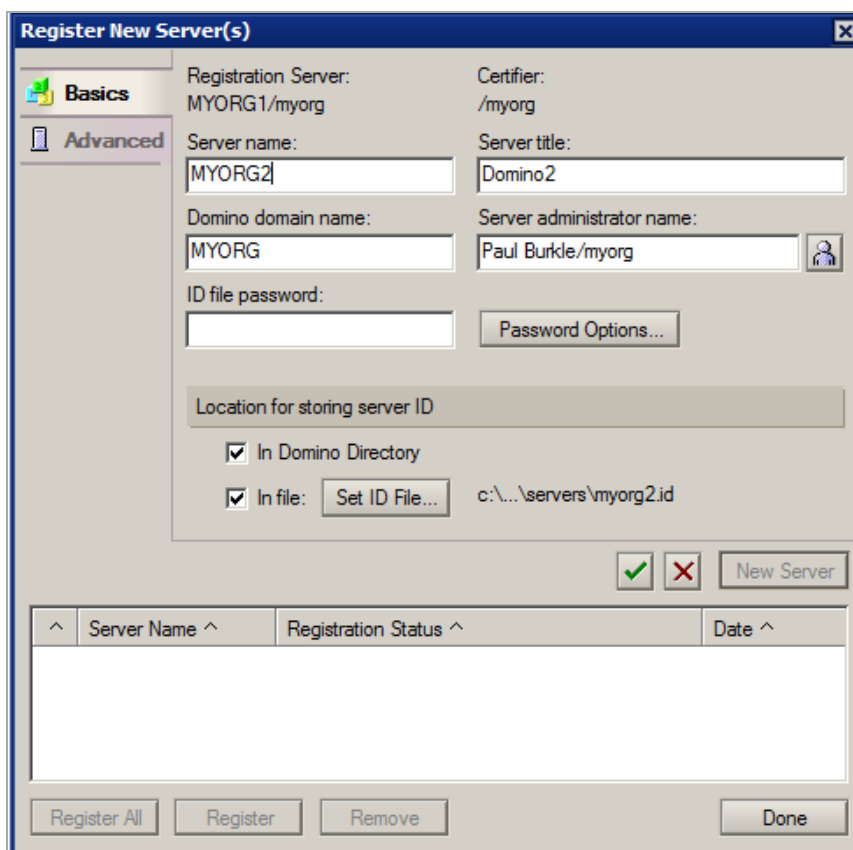 Register New Server(s)
Basics
Advanced
Registration Server:
MYORG1/myorg
Certifier:
/myorg
Server name:
MYORG2
Server title:
Domino2
Domino domain name:
MYORG
Server administrator name:
Paul Burkle/myorg
ID file password:
Password Options...
Location for storing server ID
In Domino Directory
In file:
Set ID File...
c:\...\servers\myorg2.id
New Server
^ Server Name ^ Registration Status ^ Date ^
Register All
Register
Remove
Done